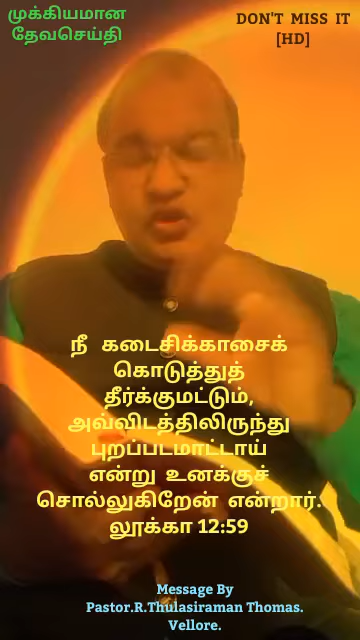 முக்கியமான
தேவசெய்தி
DON'T MISS IT
[HD]
நீ கடைசிக்காசைக்
கொடுத்துத்
தீர்க்குமட்டும்,
அவ்விடத்திலிருந்து
புறப்படமாட்டாய்
என்று உனக்குச்
சொல்லுகிறேன் என்றார்.
லூக்கா 12:59
Message By
Pastor.R.Thulasiraman Thomas.
Vellore.